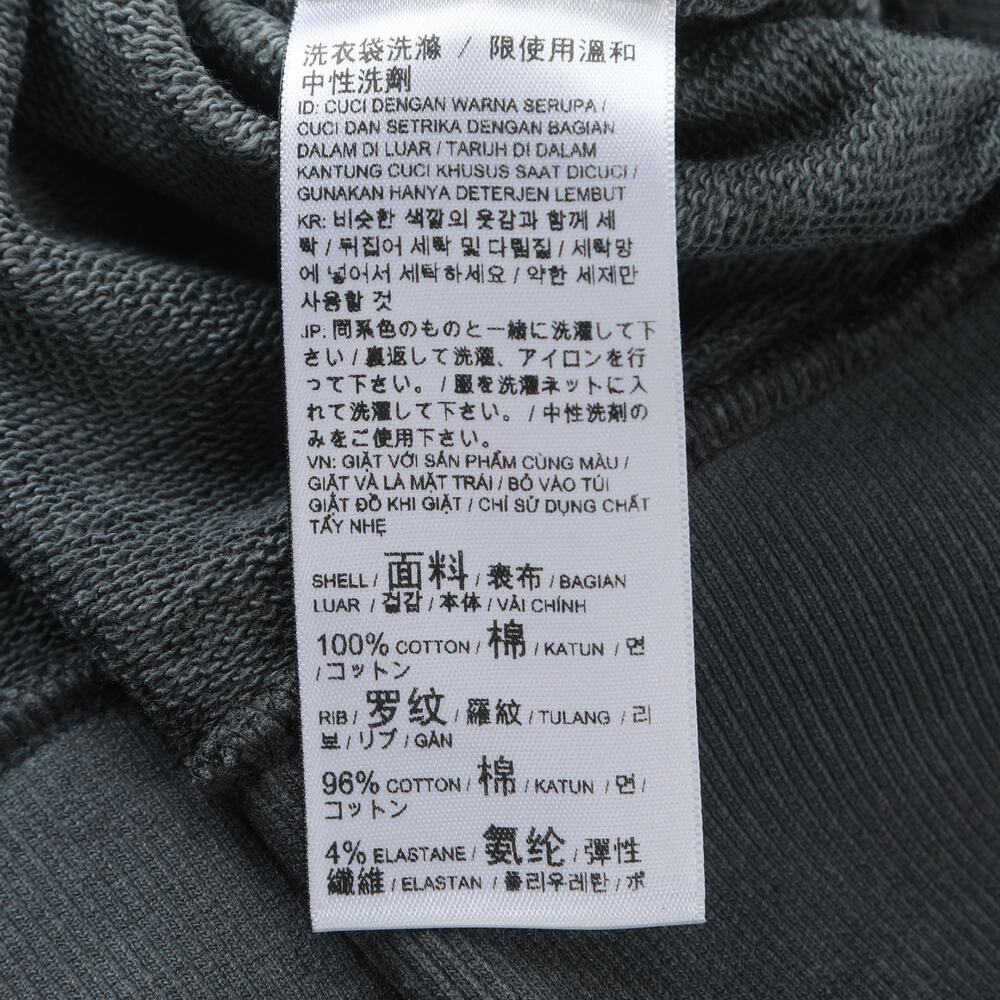 洗衣袋洗滌 / 限使用溫和
中性洗劑
ID: CUCI DENGAN WARNA SERUPA /
CUCI DAN SETRIKA DENGAN BAGIAN
DALAM DI LUAR / TARUH DI DALAM
KANTUNG CUCI KHUSUS SAAT DICUCI /
GUNAKAN HANYA DETERJEN LEMBUT
KR: 비슷한 색깔의 옷감과 함께 세
탁 / 뒤집어 세탁 및 다림질 / 세탁망
에 넣어서 세탁하세요 / 약한 세제만
사용할 것
JP: 同系色のものと一緒に洗濯して下
さい / 裏返して洗濯、アイロンを行
って下さい。 / 服を洗濯ネットに入
れて洗濯して下さい。 / 中性洗剤の
みをご使用下さい。
VN: GIẶT VỚI SẢN PHẨM CÙNG MÀU /
GIẶT VÀ LÀ MẶT TRÁI / BỎ VÀO TÚI
GIẶT ĐỒ KHI GIẶT / CHỈ SỬ DỤNG CHẤT
TẨY NHẸ
SHELL / 面料 / 表布 / BAGIAN
LUAR / 겉감 / 本体 / VẢI CHÍNH
100% COTTON / 棉 / KATUN / 면
/ コットン
RIB / 罗纹 / 羅紋 / TULANG / 리
브 / リブ / GÂN
96% COTTON / 棉 / KATUN / 면 /
コットン
4% ELASTANE / 氨纶 / 彈性
纖維 / ELASTAN / 폴리우레탄 / ポ